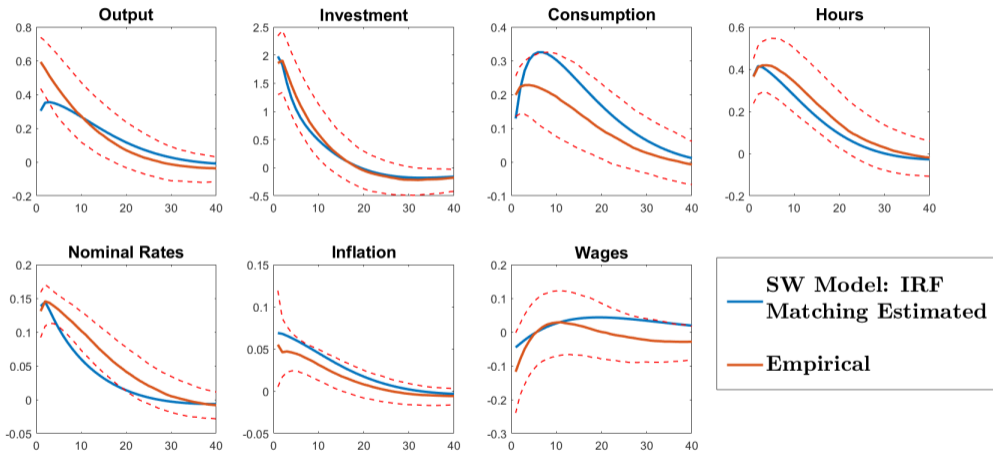 Output
0.8
0.6
0.4
0.2
0
-0.2
0 10 20 30 40
Investment
2.5
2
1.5
1
0.5
0
-0.5
0 10 20 30 40
Consumption
0.4
0.3
0.2
0.1
0
-0.1
0 10 20 30 40
Hours
0.6
0.4
0.2
0
-0.2
0 10 20 30 40
Nominal Rates
0.2
0.15
0.1
0.05
0
-0.05
0 10 20 30 40
Inflation
0.15
0.1
0.05
0
-0.05
0 10 20 30 40
Wages
0.2
0.1
0
-0.1
-0.2
-0.3
0 10 20 30 40
SW Model: IRF
Matching Estimated
Empirical